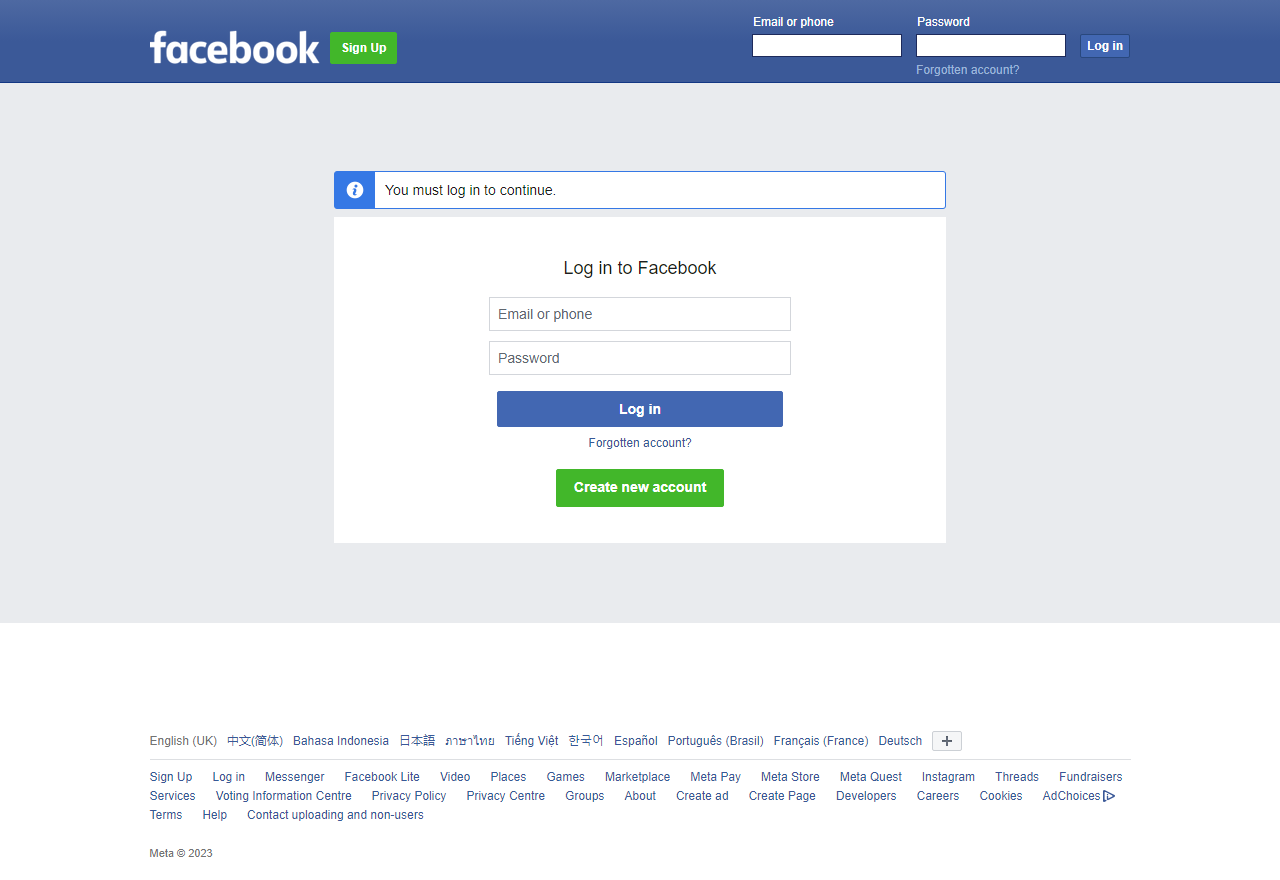 facebook
Sign Up
Email or phone
Password
Log in
Forgotten account?
You must log in to continue.
Log in to Facebook
Email or phone
Password
Log in
Forgotten account?
Create new account
English (UK) 中文(简体) Bahasa Indonesia 日本語 ภาษาไทย Tiếng Việt 한국어 Español Português (Brasil) Français (France) Deutsch
Sign Up Log in Messenger Facebook Lite Video Places Games Marketplace Meta Pay Meta Store Meta Quest Instagram Threads Fundraisers
Services Voting Information Centre Privacy Policy Privacy Centre Groups About Create ad Create Page Developers Careers Cookies AdChoices
Terms Help Contact uploading and non-users
Meta © 2023